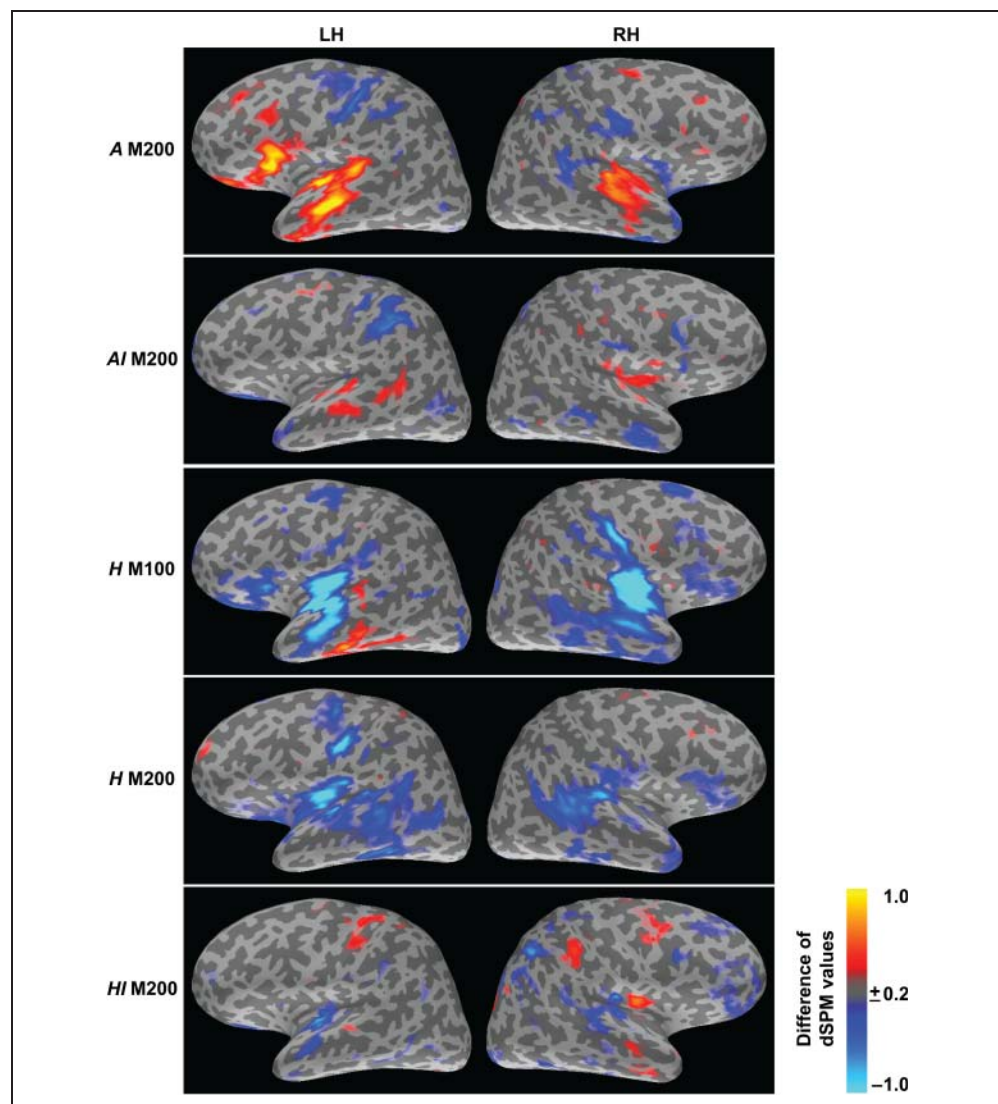 LH RH
A M200
AI M200
H M100
H M200
HI M200
1.0
± 0.2
–1.0
Difference of
dSPM values